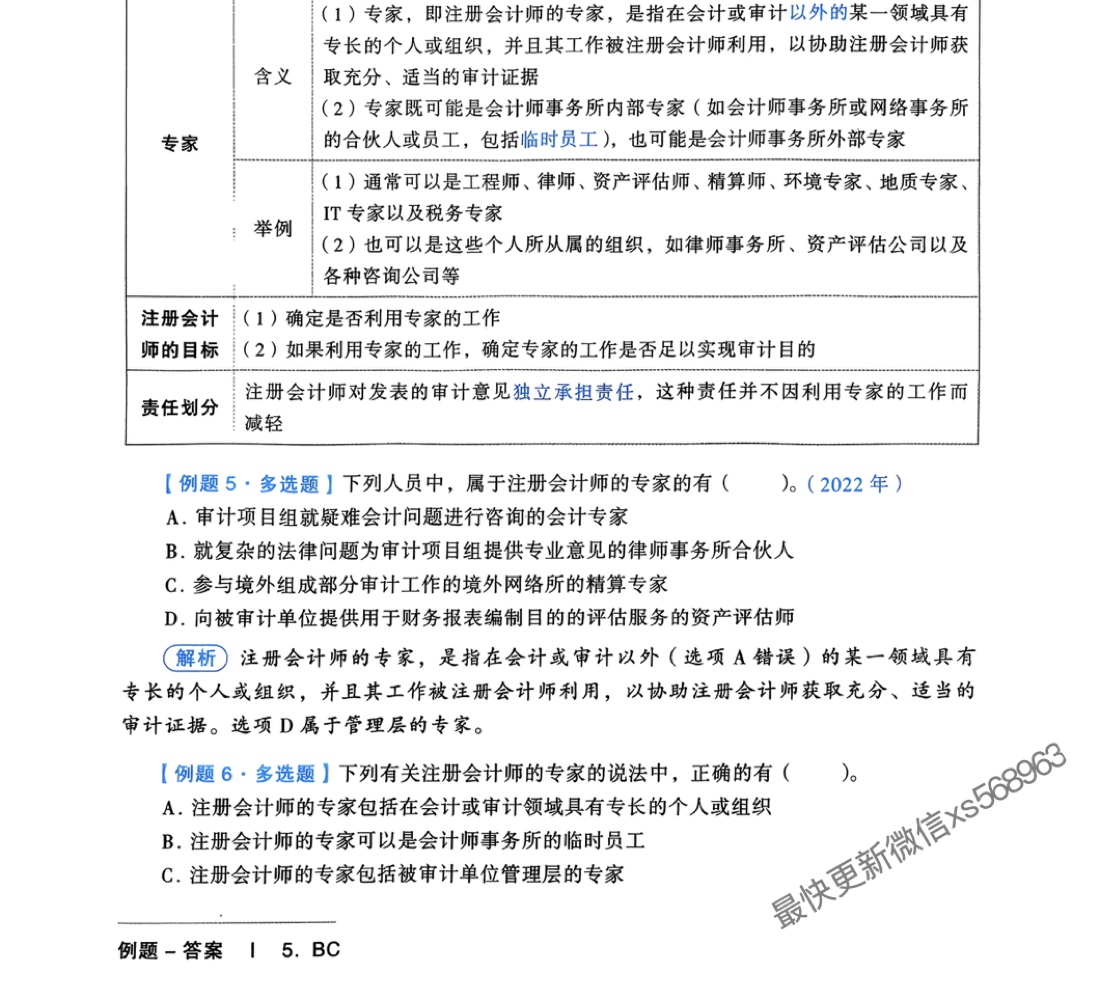 （1）专家，即注册会计师的专家，是指在会计或审计以外的某一领域具有
专长的个人或组织，并且其工作被注册会计师利用，以协助注册会计师获
含义
取充分、适当的审计证据
（2）专家既可能是会计师事务所内部专家（如会计师事务所或网络事务所
专家
的合伙人或员工，包括临时员工），也可能是会计师事务所外部专家
（1）通常可以是工程师、律师、资产评估师、精算师、环境专家、地质专家、
IT 专家以及税务专家
举例
（2）也可以是这些个人所从属的组织，如律师事务所、资产评估公司以及
各种咨询公司等
注册会计
师的目标
（1）确定是否利用专家的工作
（2）如果利用专家的工作，确定专家的工作是否足以实现审计目的
责任划分
注册会计师对发表的审计意见独立承担责任，这种责任并不因利用专家的工作而
减轻
【例题 5·多选题】下列人员中，属于注册会计师的专家的有（　　）。（2022 年）
A. 审计项目组就疑难会计问题进行咨询的会计专家
B. 就复杂的法律问题为审计项目组提供专业意见的律师事务所合伙人
C. 参与境外组成部分审计工作的境外网络所的精算专家
D. 向被审计单位提供用于财务报表编制目的的评估服务的资产评估师
解析 注册会计师的专家，是指在会计或审计以外（选项 A 错误）的某一领域具有
专长的个人或组织，并且其工作被注册会计师利用，以协助注册会计师获取充分、适当的
审计证据。选项 D 属于管理层的专家。
【例题 6·多选题】下列有关注册会计师的专家的说法中，正确的有（　　）。
A. 注册会计师的专家包括在会计或审计领域具有专长的个人或组织
B. 注册会计师的专家可以是会计师事务所的临时员工
C. 注册会计师的专家包括被审计单位管理层的专家
最快更新微信xs568963
例题 – 答案 | 5. BC